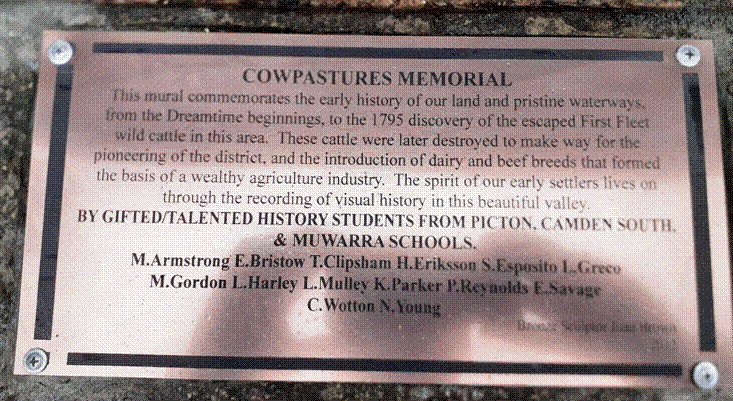 COWPASTURES MEMORIAL
This mural commemorates the early history of our land and pristine waterways,
from the Dreamtime beginnings, to the 1795 discovery of the escaped First Fleet
wild cattle in this area. These cattle were later destroyed to make way for the
pioneering of the district, and the introduction of dairy and beef breeds that formed
the basis of a wealthy agriculture industry. The spirit of our early settlers lives on
through the recording of visual history in this beautiful valley.
BY GIFTED/TALENTED HISTORY STUDENTS FROM PICTON, CAMDEN SOUTH,
& MUWARRA SCHOOLS.
M.Armstrong E.Bristow T.Clipsham H.Eriksson S.Esposito L.Greco
M.Gordon L.Harley L.Mulley K.Parker P.Reynolds E.Savage
C.Wotton N.Young
Bronze Sculptor Brown